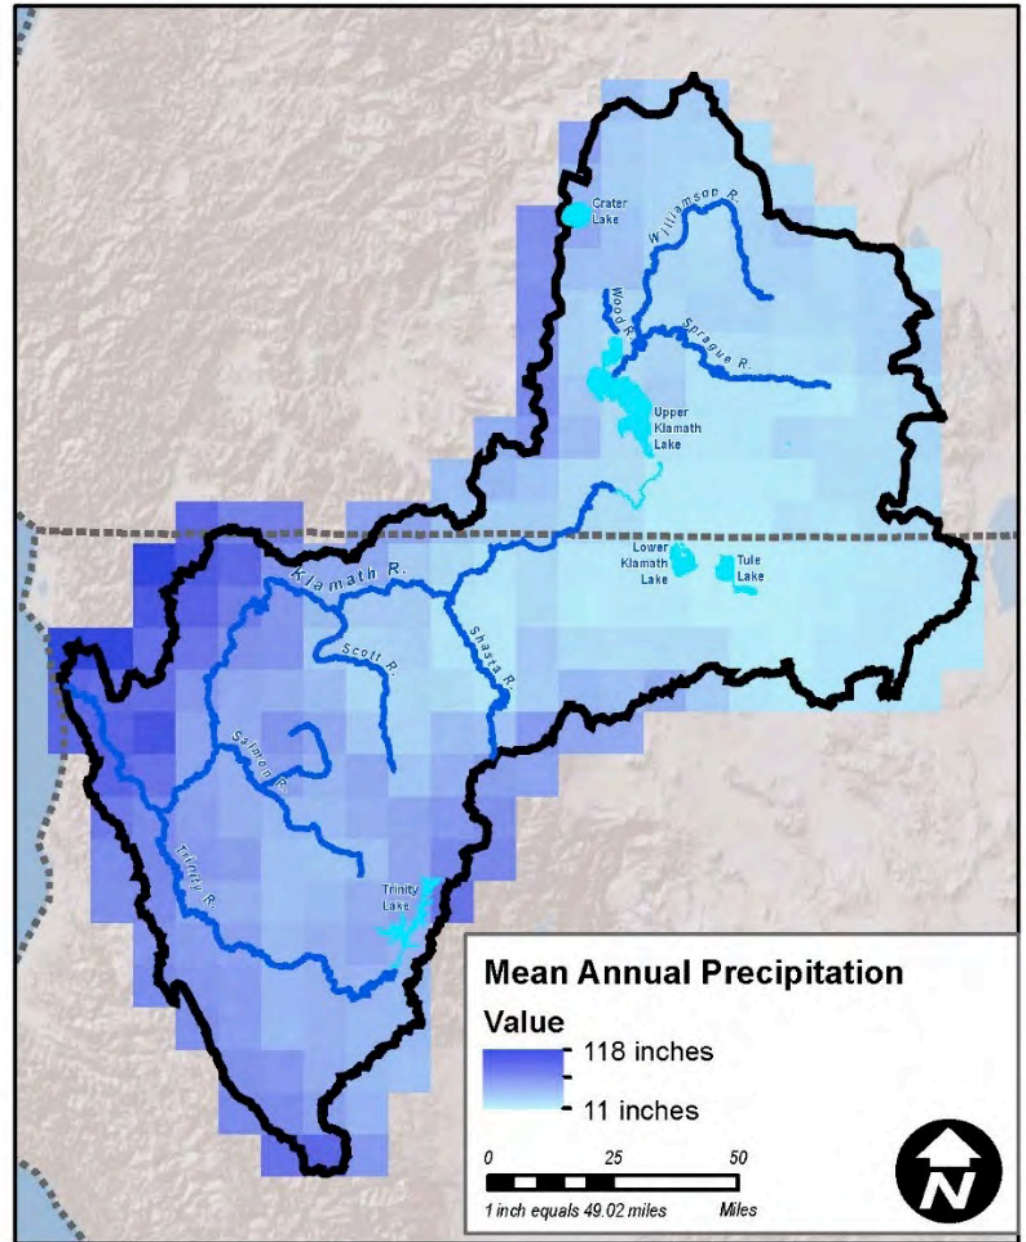 Crater
Lake
Williamson R.
Wood R.
Sprague R.
Upper
Klamath
Lake
Lower
Klamath
Lake
Tule
Lake
Klamath R.
Scott R.
Shasta R.
Salmon R.
Trinity R.
Trinity
Lake
Mean Annual Precipitation
Value
118 inches
11 inches
0 25 50
1 inch equals 49.02 miles Miles
N